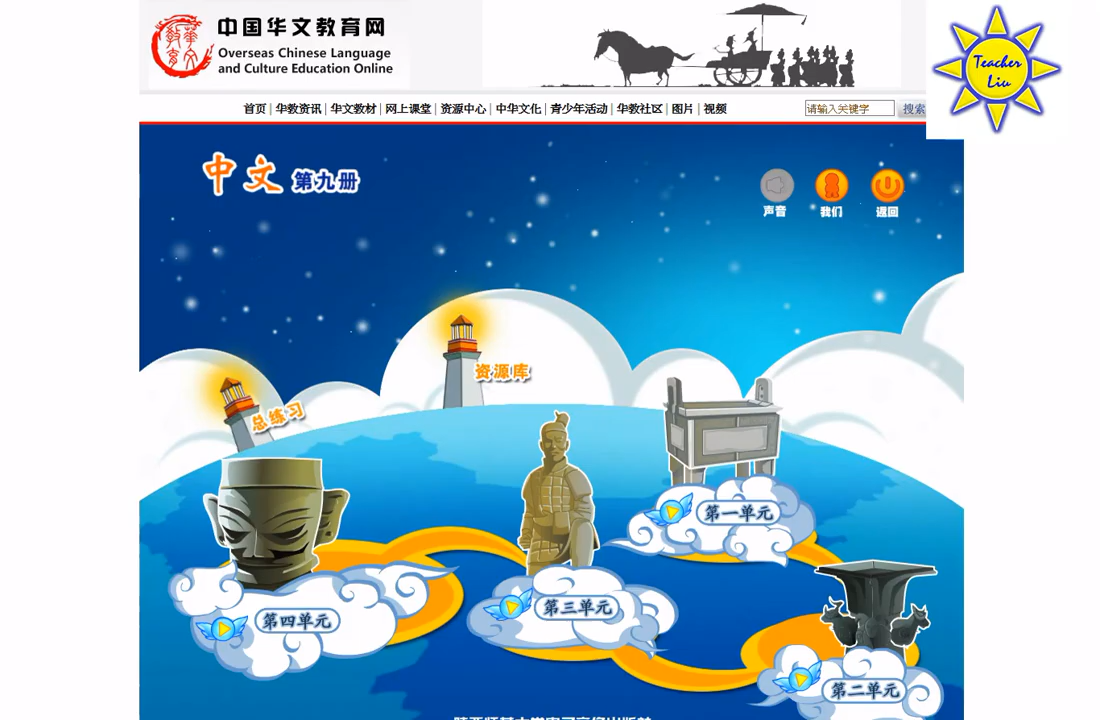 中国华文教育网
Overseas Chinese Language
and Culture Education Online
Teacher
Liu
首页 | 华教资讯 | 华文教材 | 网上课堂 | 资源中心 | 中华文化 | 青少年活动 | 华教社区 | 图片 | 视频
请输入关键字
搜索
中文 第九册
声音
我们
返回
资源库
总练习
第一单元
第三单元
第四单元
第二单元